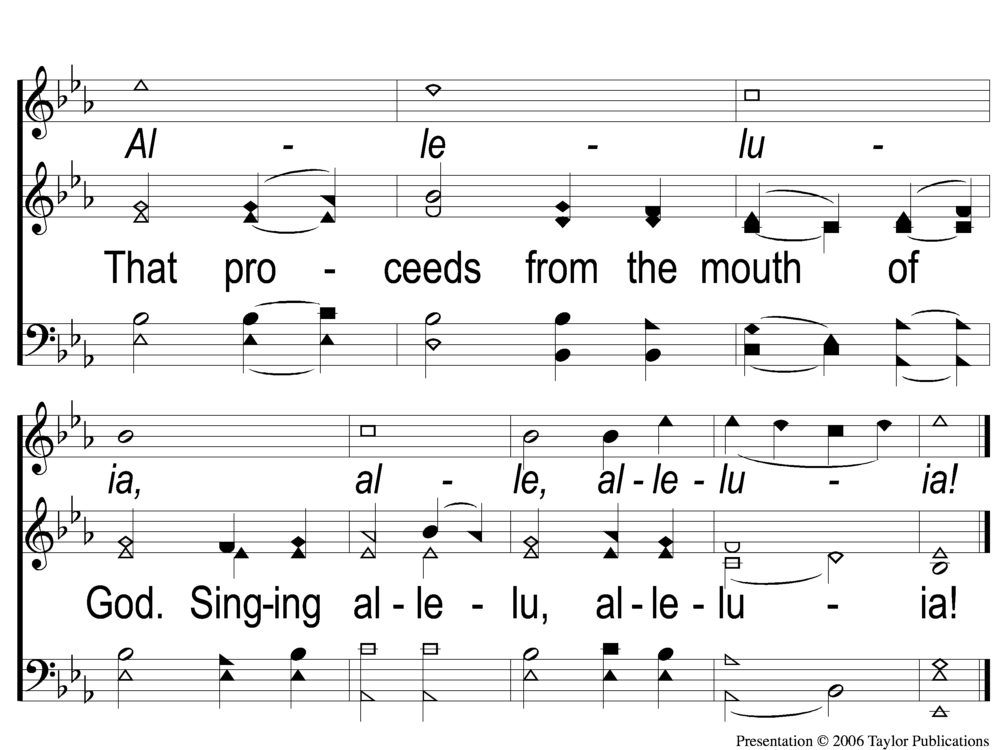 Al - le - lu -
That pro - ceeds from the mouth of
ia, al - le, al - le - lu - ia!
God. Sing-ing al - le - lu, al - le - lu - ia!
Presentation © 2006 Taylor Publications